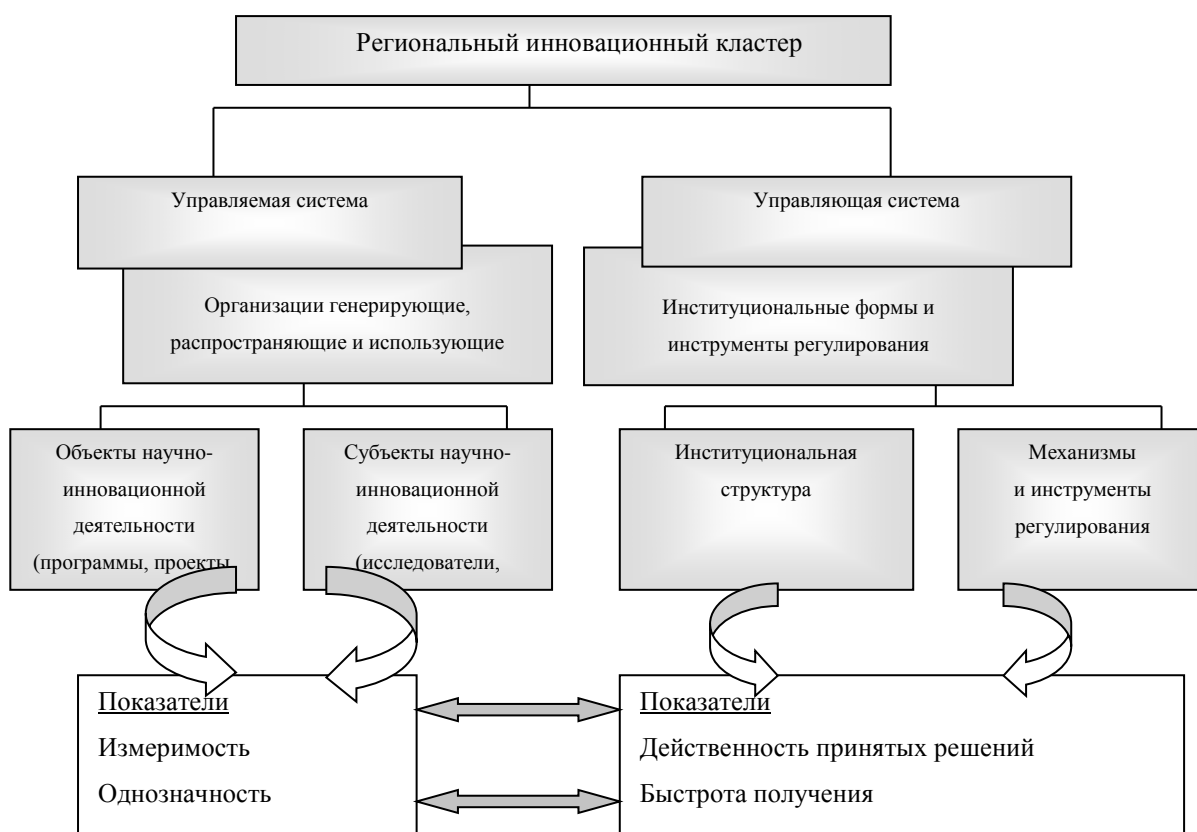 Региональный инновационный кластер
Управляемая система
Управляющая система
Организации генерирующие,
распространяющие и использующие
Институциональные формы и
инструменты регулирования
Объекты научно-
инновационной
деятельности
(программы, проекты
Субъекты научно-
инновационной
деятельности
(исследователи,
Институциональная
структура
Механизмы
и инструменты
регулирования
Показатели
Измеримость
Однозначность
Показатели
Действенность принятых решений
Быстрота получения